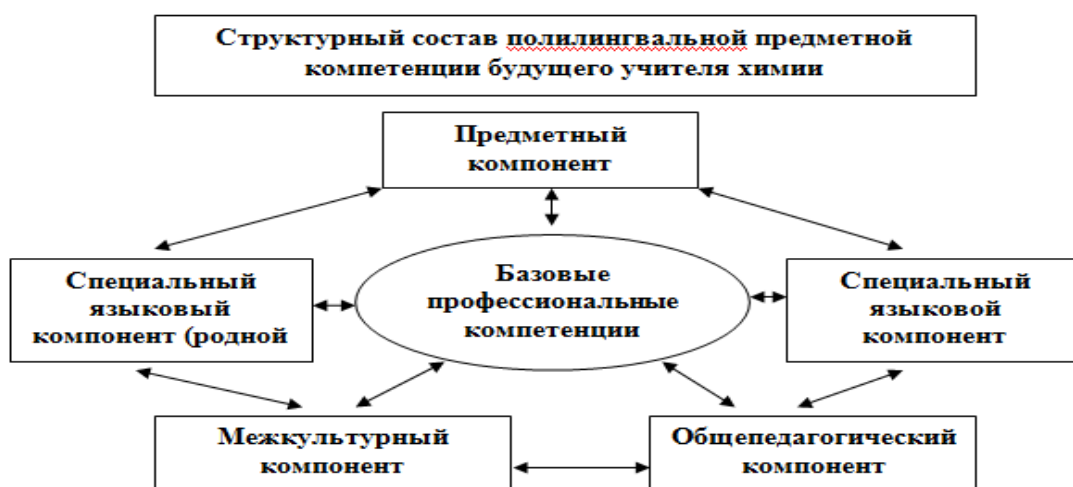 Структурный состав полилингвальной предметной
компетенции будущего учителя химии
Предметный
компонент
Специальный
языковый
компонент (родной
Базовые
профессиональные
компетенции
Специальный
языковой
компонент
Межкультурный
компонент
Общепедагогический
компонент